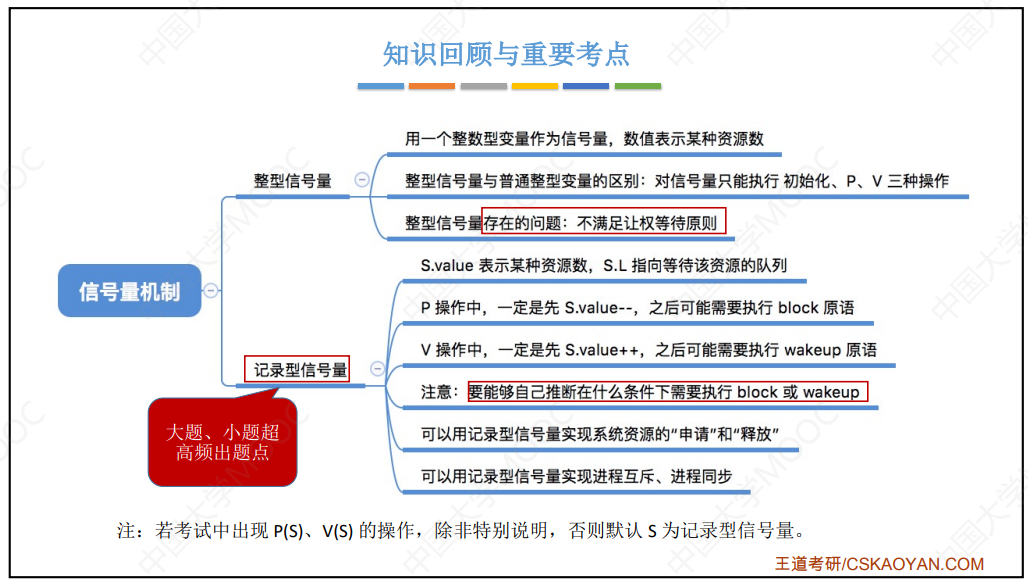 知识回顾与重要考点
用一个整数型变量作为信号量，数值表示某种资源数
整型信号量
整型信号量与普通整型变量的区别：对信号量只能执行 初始化、P、V 三种操作
整型信号量存在的问题：不满足让权等待原则
信号量机制
S.value 表示某种资源数，S.L 指向等待该资源的队列
P 操作中，一定是先 S.value--，之后可能需要执行 block 原语
V 操作中，一定是先 S.value++，之后可能需要执行 wakeup 原语
记录型信号量
注意：要能够自己推断在什么条件下需要执行 block 或 wakeup
可以用记录型信号量实现系统资源的“申请”和“释放”
可以用记录型信号量实现进程互斥、进程同步
大题、小题超
高频出题点
注：若考试中出现 P(S)、V(S) 的操作，除非特别说明，否则默认 S 为记录型信号量。
王道考研/CSKAOYAN.COM
中国大学MOOC